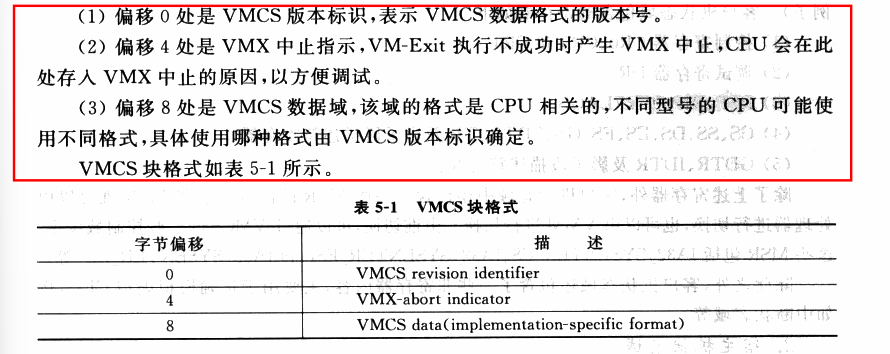 (1) 偏移 0 处是 VMCS 版本标识,表示 VMCS 数据格式的版本号。
(2) 偏移 4 处是 VMX 中止指示,VM-Exit 执行不成功时产生 VMX 中止,CPU 会在此
处存入 VMX 中止的原因,以方便调试。
(3) 偏移 8 处是 VMCS 数据域,该域的格式是 CPU 相关的,不同型号的 CPU 可能使
用不同格式,具体使用哪种格式由 VMCS 版本标识确定。
VMCS 块格式如表 5-1 所示。
表 5-1 VMCS 块格式
字节偏移 描 述
0 VMCS revision identifier
4 VMX-abort indicator
8 VMCS data(implementation-specific format)